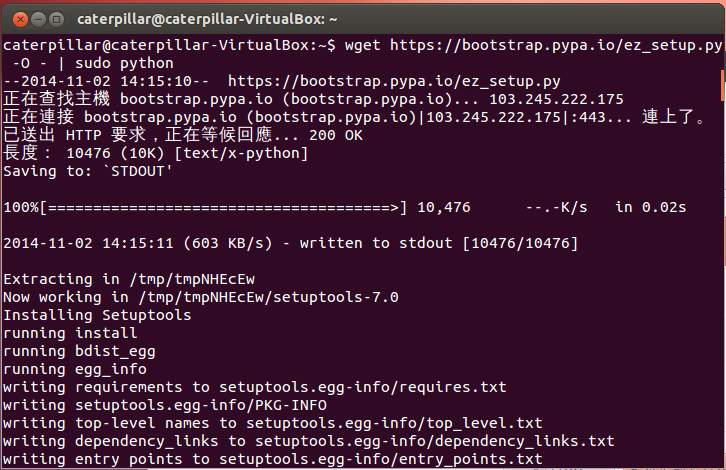 caterpillar@caterpillar-VirtualBox: ~
caterpillar@caterpillar-VirtualBox:~$ wget https://bootstrap.pypa.io/ez_setup.py
 -O - | sudo python
--2014-11-02 14:15:10--  https://bootstrap.pypa.io/ez_setup.py
正在查找主機 bootstrap.pypa.io (bootstrap.pypa.io)... 103.245.222.175
正在連接 bootstrap.pypa.io (bootstrap.pypa.io)|103.245.222.175|:443... 連上了。
已送出 HTTP 要求，正在等候回應... 200 OK
長度： 10476 (10K) [text/x-python]
Saving to: `STDOUT'
100%[======================================>] 10,476      --.-K/s   in 0.02s
2014-11-02 14:15:11 (603 KB/s) - written to stdout [10476/10476]
Extracting in /tmp/tmpNHEcEw
Now working in /tmp/tmpNHEcEw/setuptools-7.0
Installing Setuptools
running install
running bdist_egg
running egg_info
writing requirements to setuptools.egg-info/requires.txt
writing setuptools.egg-info/PKG-INFO
writing top-level names to setuptools.egg-info/top_level.txt
writing dependency_links to setuptools.egg-info/dependency_links.txt
writing entry points to setuptools.egg-info/entry_points.txt